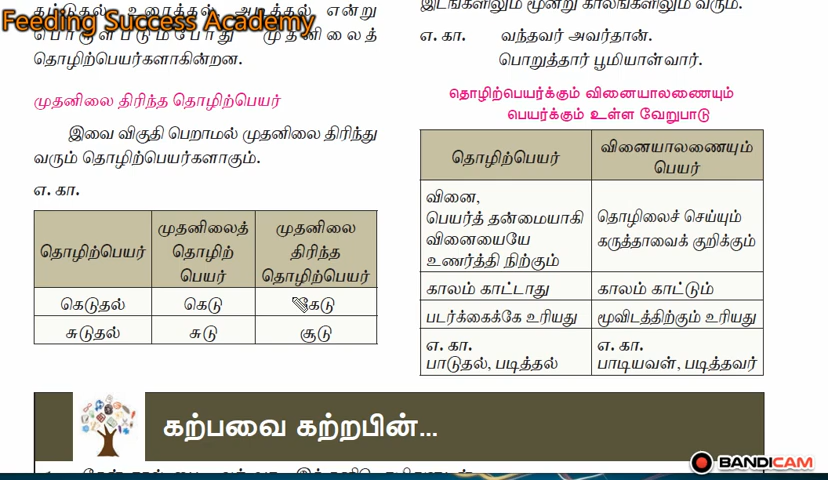 Feeding Success Academy
என்று
முதனிலைத்
தொழிற்பெயர்களாகின்றன.
முதனிலை திரிந்த தொழிற்பெயர்
இவை விகுதி பெறாமல் முதனிலை திரிந்து
வரும் தொழிற்பெயர்களாகும்.
எ. கா.
தொழிற்பெயர்
முதனிலைத்
தொழிற்
பெயர்
முதனிலை
திரிந்த
தொழிற்பெயர்
கெடுதல்
கெடு
கடு
சுடுதல்
சுடு
சூடு
இடங்களிலும் மூன்று காலங்களிலும் வரும்.
எ. கா. வந்தவர் அவர்தான்.
பொறுத்தார் பூமியாள்வார்.
தொழிற்பெயர்க்கும் வினையாலணையும்
பெயர்க்கும் உள்ள வேறுபாடு
தொழிற்பெயர்
வினையாலணையும்
பெயர்
வினை,
பெயர்த் தன்மையாகி
வினையையே
உணர்த்தி நிற்கும்
தொழிலைச் செய்யும்
கருத்தாவைக் குறிக்கும்
காலம் காட்டாது
காலம் காட்டும்
படர்க்கைக்கே உரியது
மூவிடத்திற்கும் உரியது
எ. கா.
பாடுதல், படித்தல்
எ. கா.
பாடியவள், படித்தவர்
கற்பவை கற்றபின்...
BANDICAM